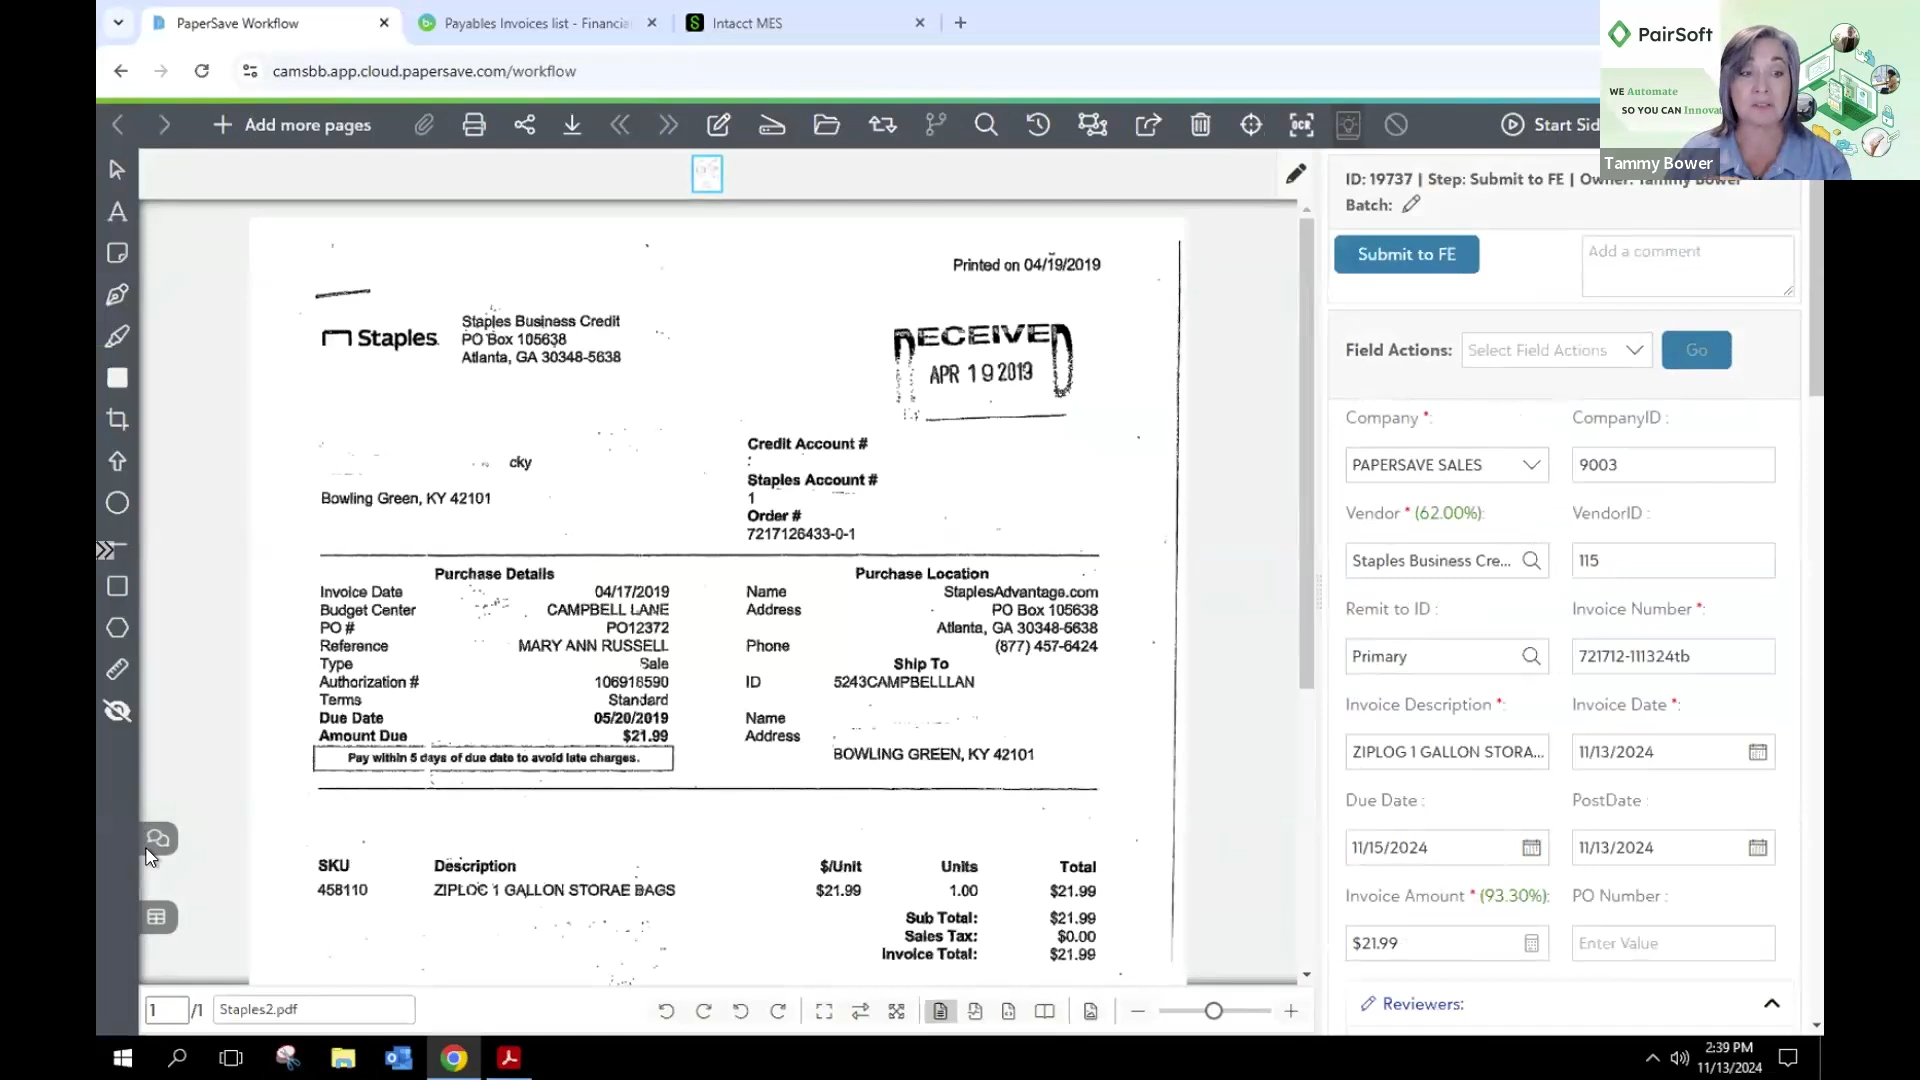 PaperSave Workflow
Payables Invoices list - Financia
Intacct MES
camsbb.app.cloud.papersave.com/workflow
PairSoft
WE Automate
SO YOU CAN Innova
Tammy Bower
Add more pages
OCR
Start Sid
ID: 19737 | Step: Submit to FE | Owner: Tammy Bower
Batch:
Submit to FE
Add a comment
Field Actions:
Select Field Actions
Go
Company *:
CompanyID :
PAPERSAVE SALES
9003
Vendor * (62.00%):
VendorID :
Staples Business Cre...
115
Remit to ID :
Invoice Number *:
Primary
721712-111324tb
Invoice Description *:
Invoice Date *:
ZIPLOG 1 GALLON STORA...
11/13/2024
Due Date :
PostDate :
11/15/2024
11/13/2024
Invoice Amount * (93.30%):
PO Number :
$21.99
Enter Value
Reviewers:
Printed on 04/19/2019
Staples
Staples Business Credit
PO Box 105638
Atlanta, GA 30348-5638
RECEIVED
APR 19 2019
Credit Account #
cky
Staples Account #
Bowling Green, KY 42101
1
Order #
7217126433-0-1
Purchase Details
Purchase Location
Invoice Date 04/17/2019
Name StaplesAdvantage.com
Budget Center CAMPBELL LANE
Address PO Box 105638
PO # PO12372
Atlanta, GA 30348-5638
Reference MARY ANN RUSSELL
Phone (877) 457-6424
Type Sale
Ship To
Authorization # 106918590
ID 5243CAMPBELLLAN
Terms Standard
Due Date 05/20/2019
Name
Amount Due $21.99
Address
Pay within 5 days of due date to avoid late charges.
BOWLING GREEN, KY 42101
SKU Description $/Unit Units Total
458110 ZIPLOC 1 GALLON STORAE BAGS $21.99 1.00 $21.99
Sub Total: $21.99
Sales Tax: $0.00
Invoice Total: $21.99
1 /1 Staples2.pdf
2:39 PM
11/13/2024